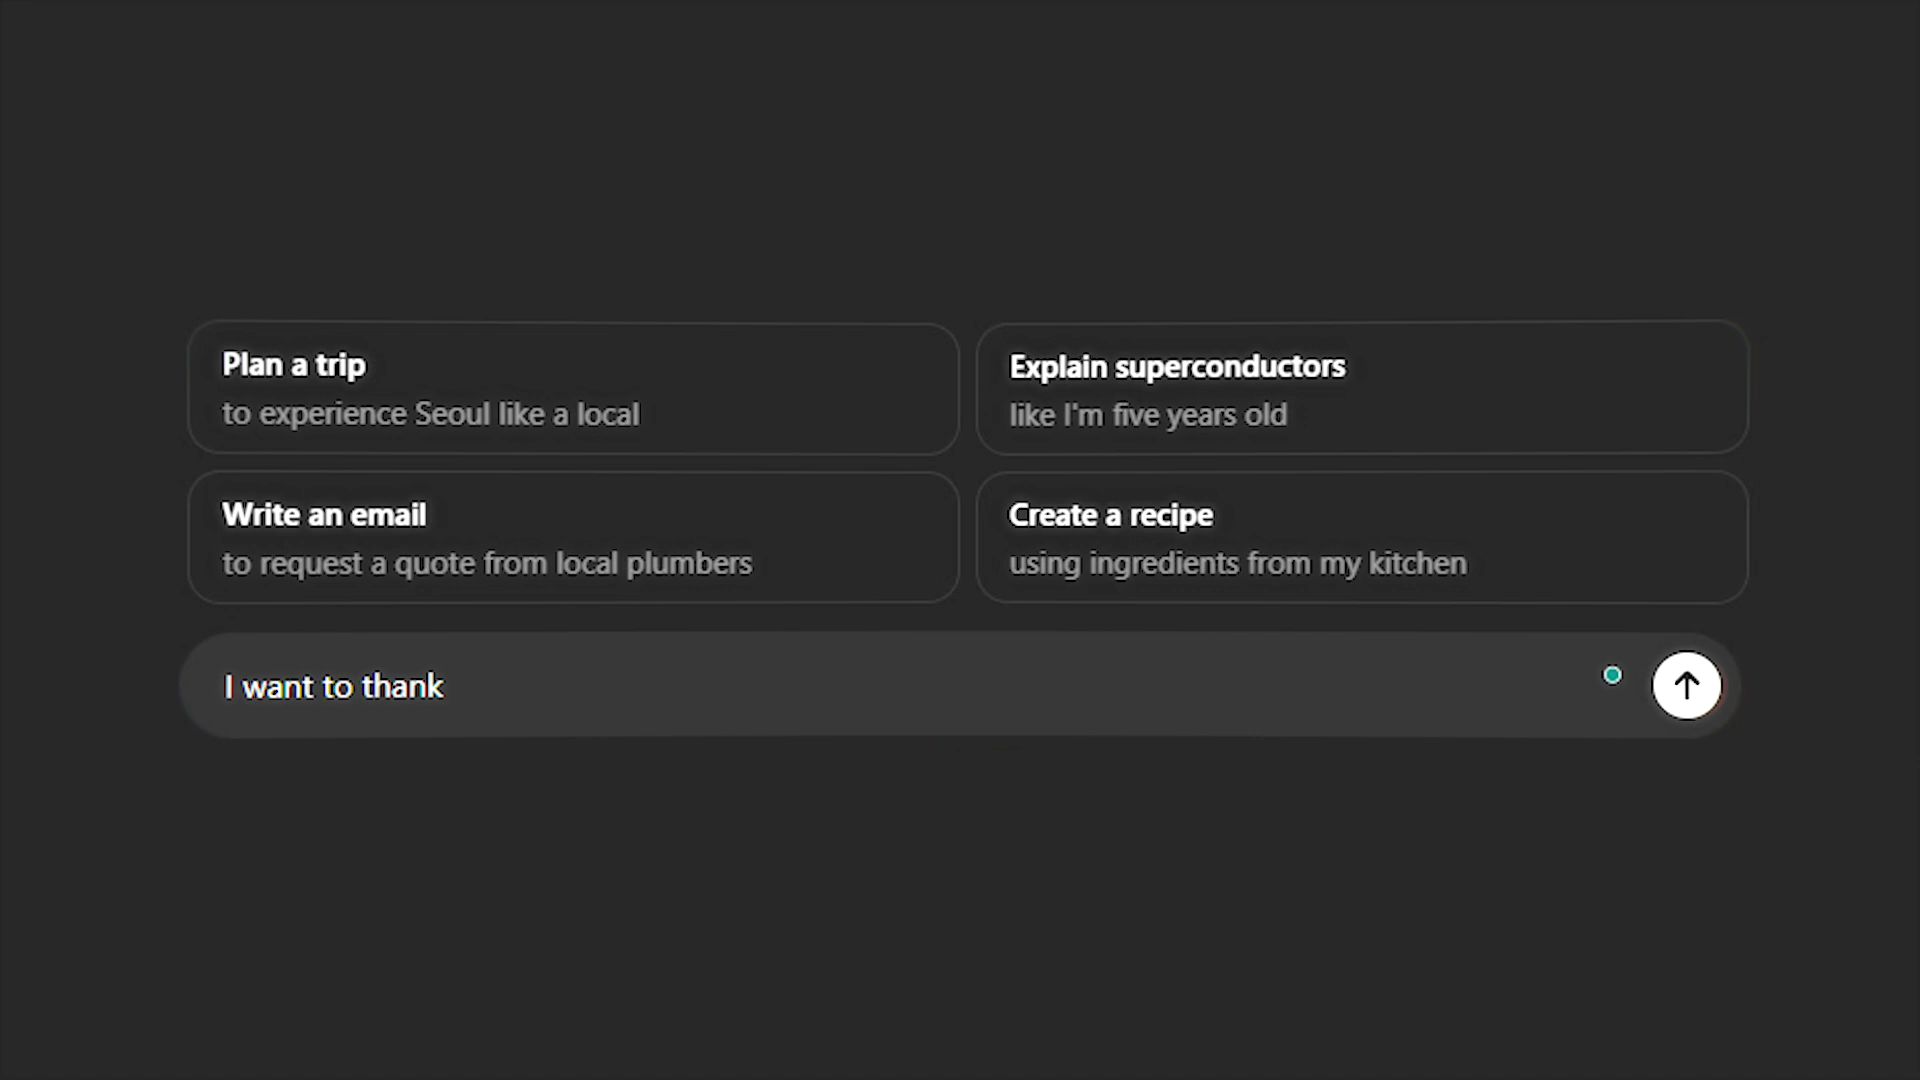 Plan a trip
to experience Seoul like a local
Explain superconductors
like I'm five years old
Write an email
to request a quote from local plumbers
Create a recipe
using ingredients from my kitchen
I want to thank